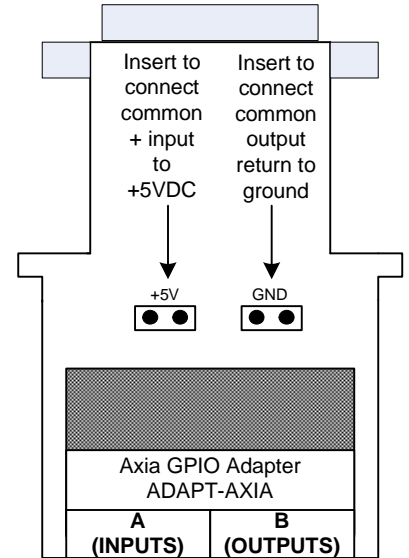 Insert to
connect
common
+ input
to
+5VDC
Insert to
connect
common
output
return to
ground
+5V
GND
Axia GPIO Adapter
ADAPT-AXIA
A
(INPUTS)
B
(OUTPUTS)